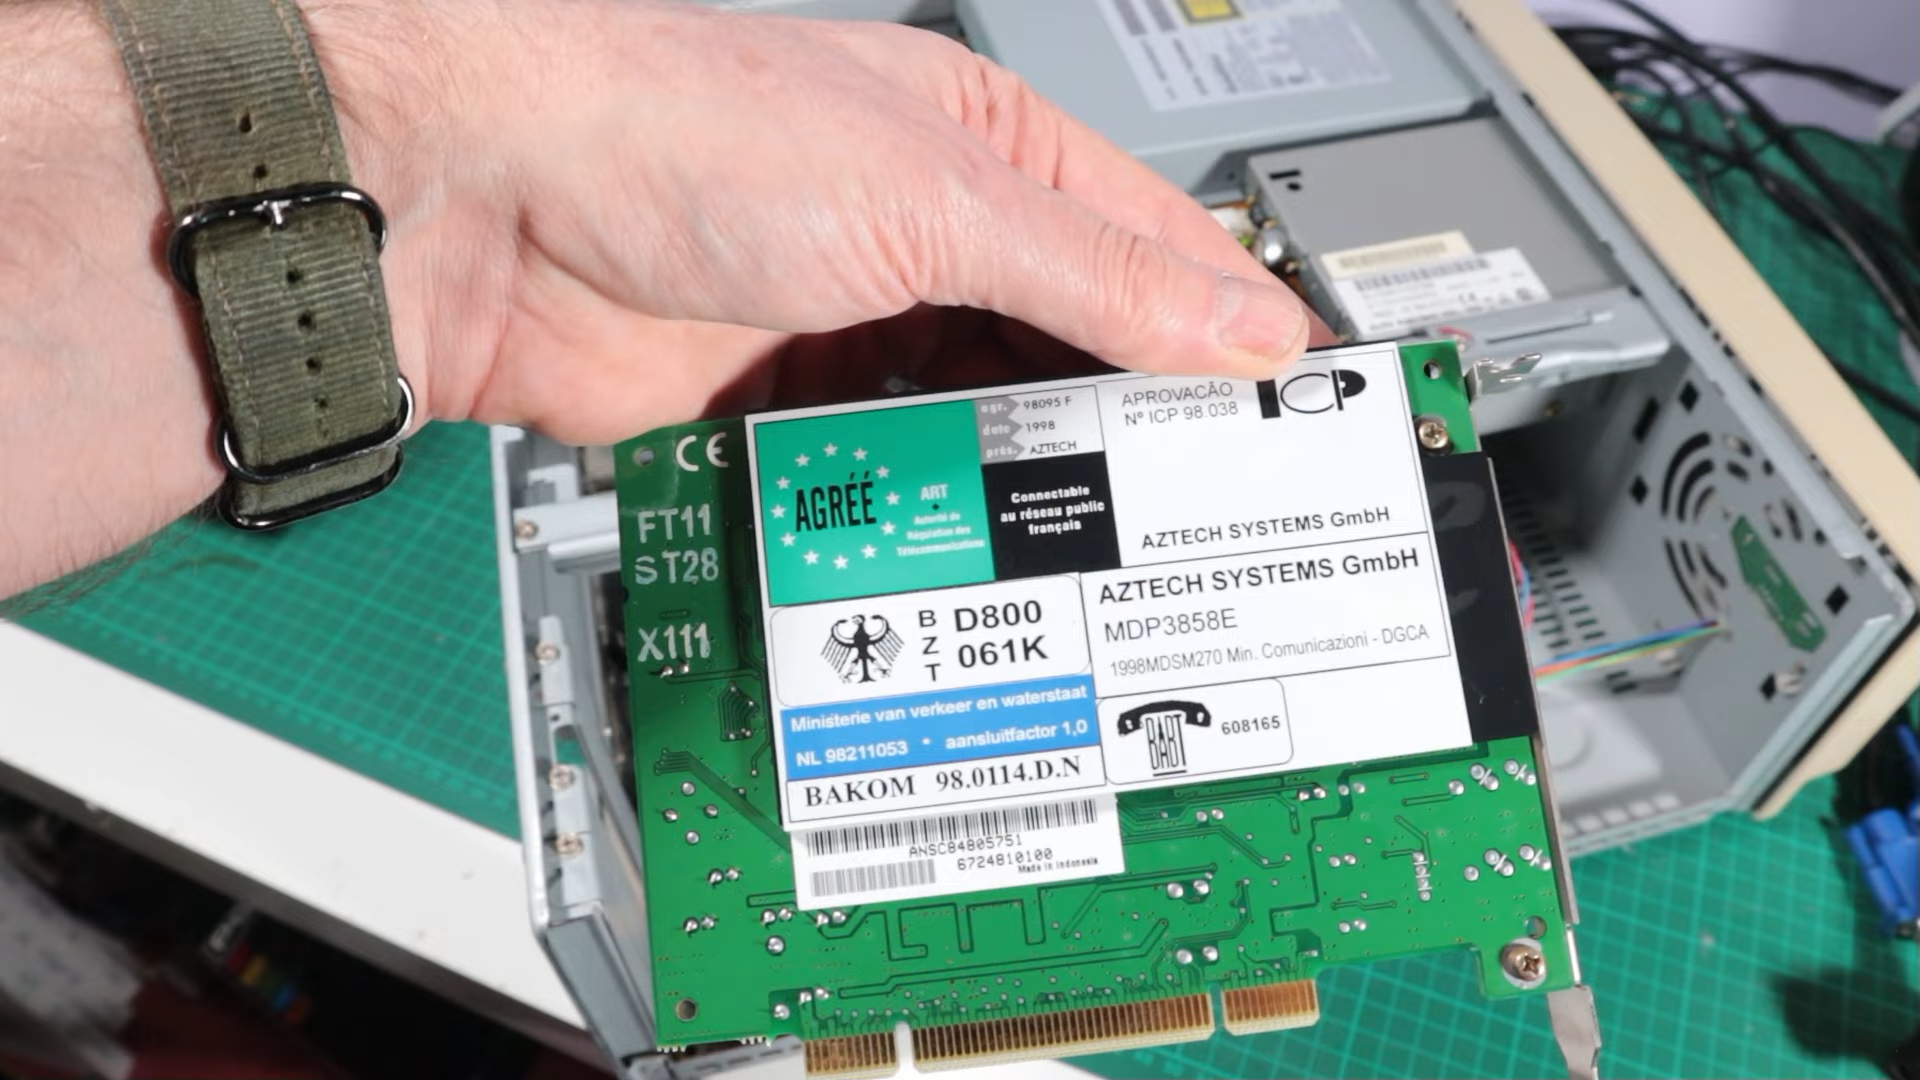 CE
FT11
ST28
X111
AGRÉÉ
ART
Autorité de
Régulation des
Télécommunications
agr. 98095 F
date 1998
prés. AZTECH
Connectable
au réseau public
français
APROVACÃO
Nº ICP 98.038
ICP
AZTECH SYSTEMS GmbH
BZT
D800
061K
AZTECH SYSTEMS GmbH
MDP3858E
1998MDSM270 Min. Comunicazioni - DGCA
Ministerie van verkeer en waterstaat
NL 98211053 * aansluitfactor 1,0
BAKOM 98.0114.D.N
BABT
608165
ANSC84805751
6724810100
Made in Indonesia